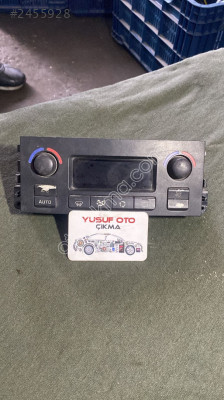 #2455928
AUTO
YUSUF OTO
ÇIKMA